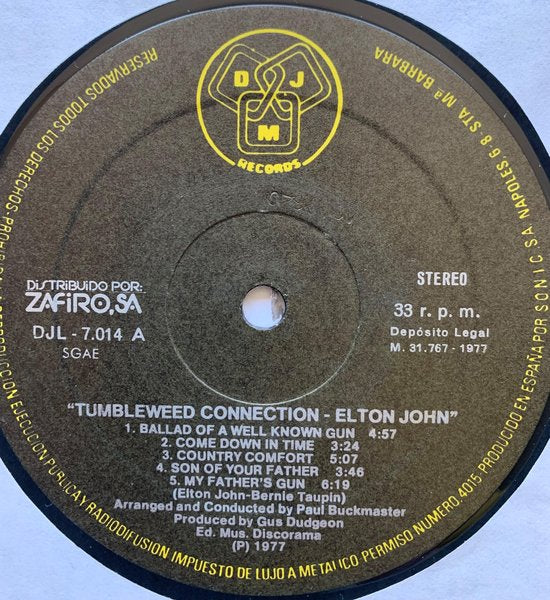 D J
M
RECORDS
DISTRIBUIDO POR:
ZAFIRO, SA
DJL - 7.014 A
SGAE
STEREO
33 r. p. m.
Depósito Legal
M. 31.767 - 1977
"TUMBLEWEED CONNECTION - ELTON JOHN"
1. BALLAD OF A WELL KNOWN GUN 4:57
2. COME DOWN IN TIME 3:24
3. COUNTRY COMFORT 5:07
4. SON OF YOUR FATHER 3:46
5. MY FATHER'S GUN 6:19
(Elton John-Bernie Taupin)
Arranged and Conducted by Paul Buckmaster
Produced by Gus Dudgeon
Ed. Mus. Discorama
(P) 1977
RESERVADOS TODOS LOS DERECHOS-
EJECUCION PUBLICA Y RADIODIFUSION IMPUESTO DE LUJO A METALICO-PERMISO NUMERO 4015-PRODUCIDO EN ESPAÑA POR SONIC. S.A. NAPOLES 6-8-STA Mª BARBARA